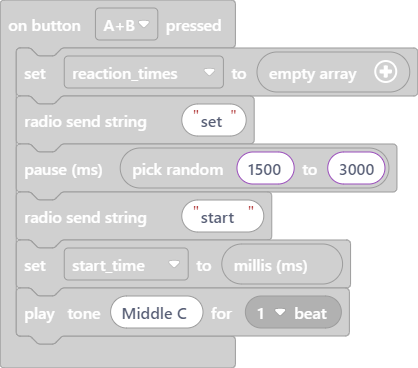 on button A+B pressed
set reaction_times to empty array
radio send string "set"
pause (ms) pick random 1500 to 3000
radio send string "start"
set start_time to millis (ms)
play tone Middle C for 1 beat